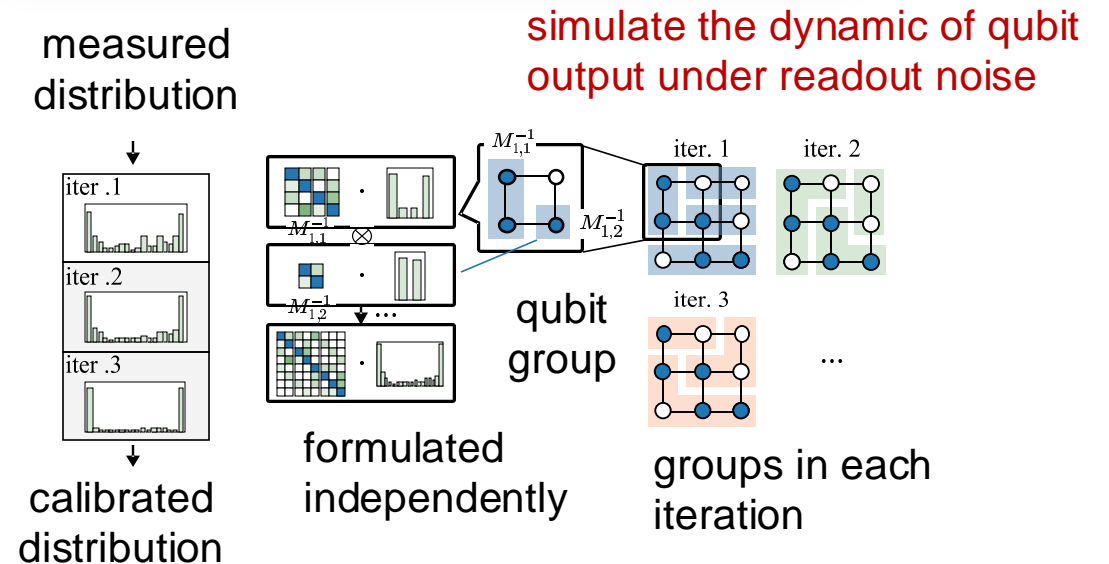 measured
distribution
simulate the dynamic of qubit
output under readout noise
iter .1
iter .2
iter .3
calibrated
distribution
M_{1,1}^{-1}
·
⊗
M_{1,2}^{-1}
·
...
·
formulated
independently
M_{1,1}^{-1}
M_{1,2}^{-1}
qubit
group
iter. 1
iter. 2
iter. 3
...
groups in each
iteration